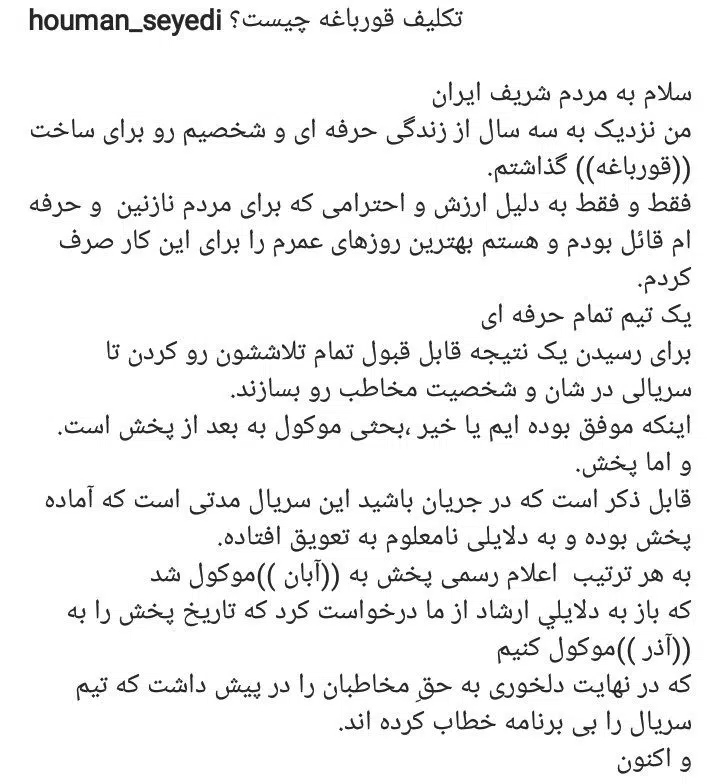 houman_seyedi تکلیف قورباغه چیست؟
سلام به مردم شریف ایران
من نزدیک به سه سال از زندگی حرفه ای و شخصیم رو برای ساخت
((قورباغه)) گذاشتم.
فقط و فقط به دلیل ارزش و احترامی که برای مردم نازنین و حرفه
ام قائل بودم و هستم بهترین روزهای عمرم را برای این کار صرف
کردم.
یک تیم تمام حرفه ای
برای رسیدن یک نتیجه قابل قبول تمام تلاششون رو کردن تا
سریالی در شان و شخصیت مخاطب رو بسازند.
اینکه موفق بوده ایم یا خیر ،بحثی موکول به بعد از پخش است.
و اما پخش.
قابل ذکر است که در جریان باشید این سریال مدتی است که آماده
پخش بوده و به دلایلی نامعلوم به تعویق افتاده.
به هر ترتیب اعلام رسمی پخش به ((آبان ))موکول شد
که باز به دلایلي ارشاد از ما درخواست کرد که تاریخ پخش را به
((آذر ))موکول کنیم
که در نهایت دلخوری به حقِ مخاطبان را در پیش داشت که تیم
سریال را بی برنامه خطاب کرده اند.
و اکنون